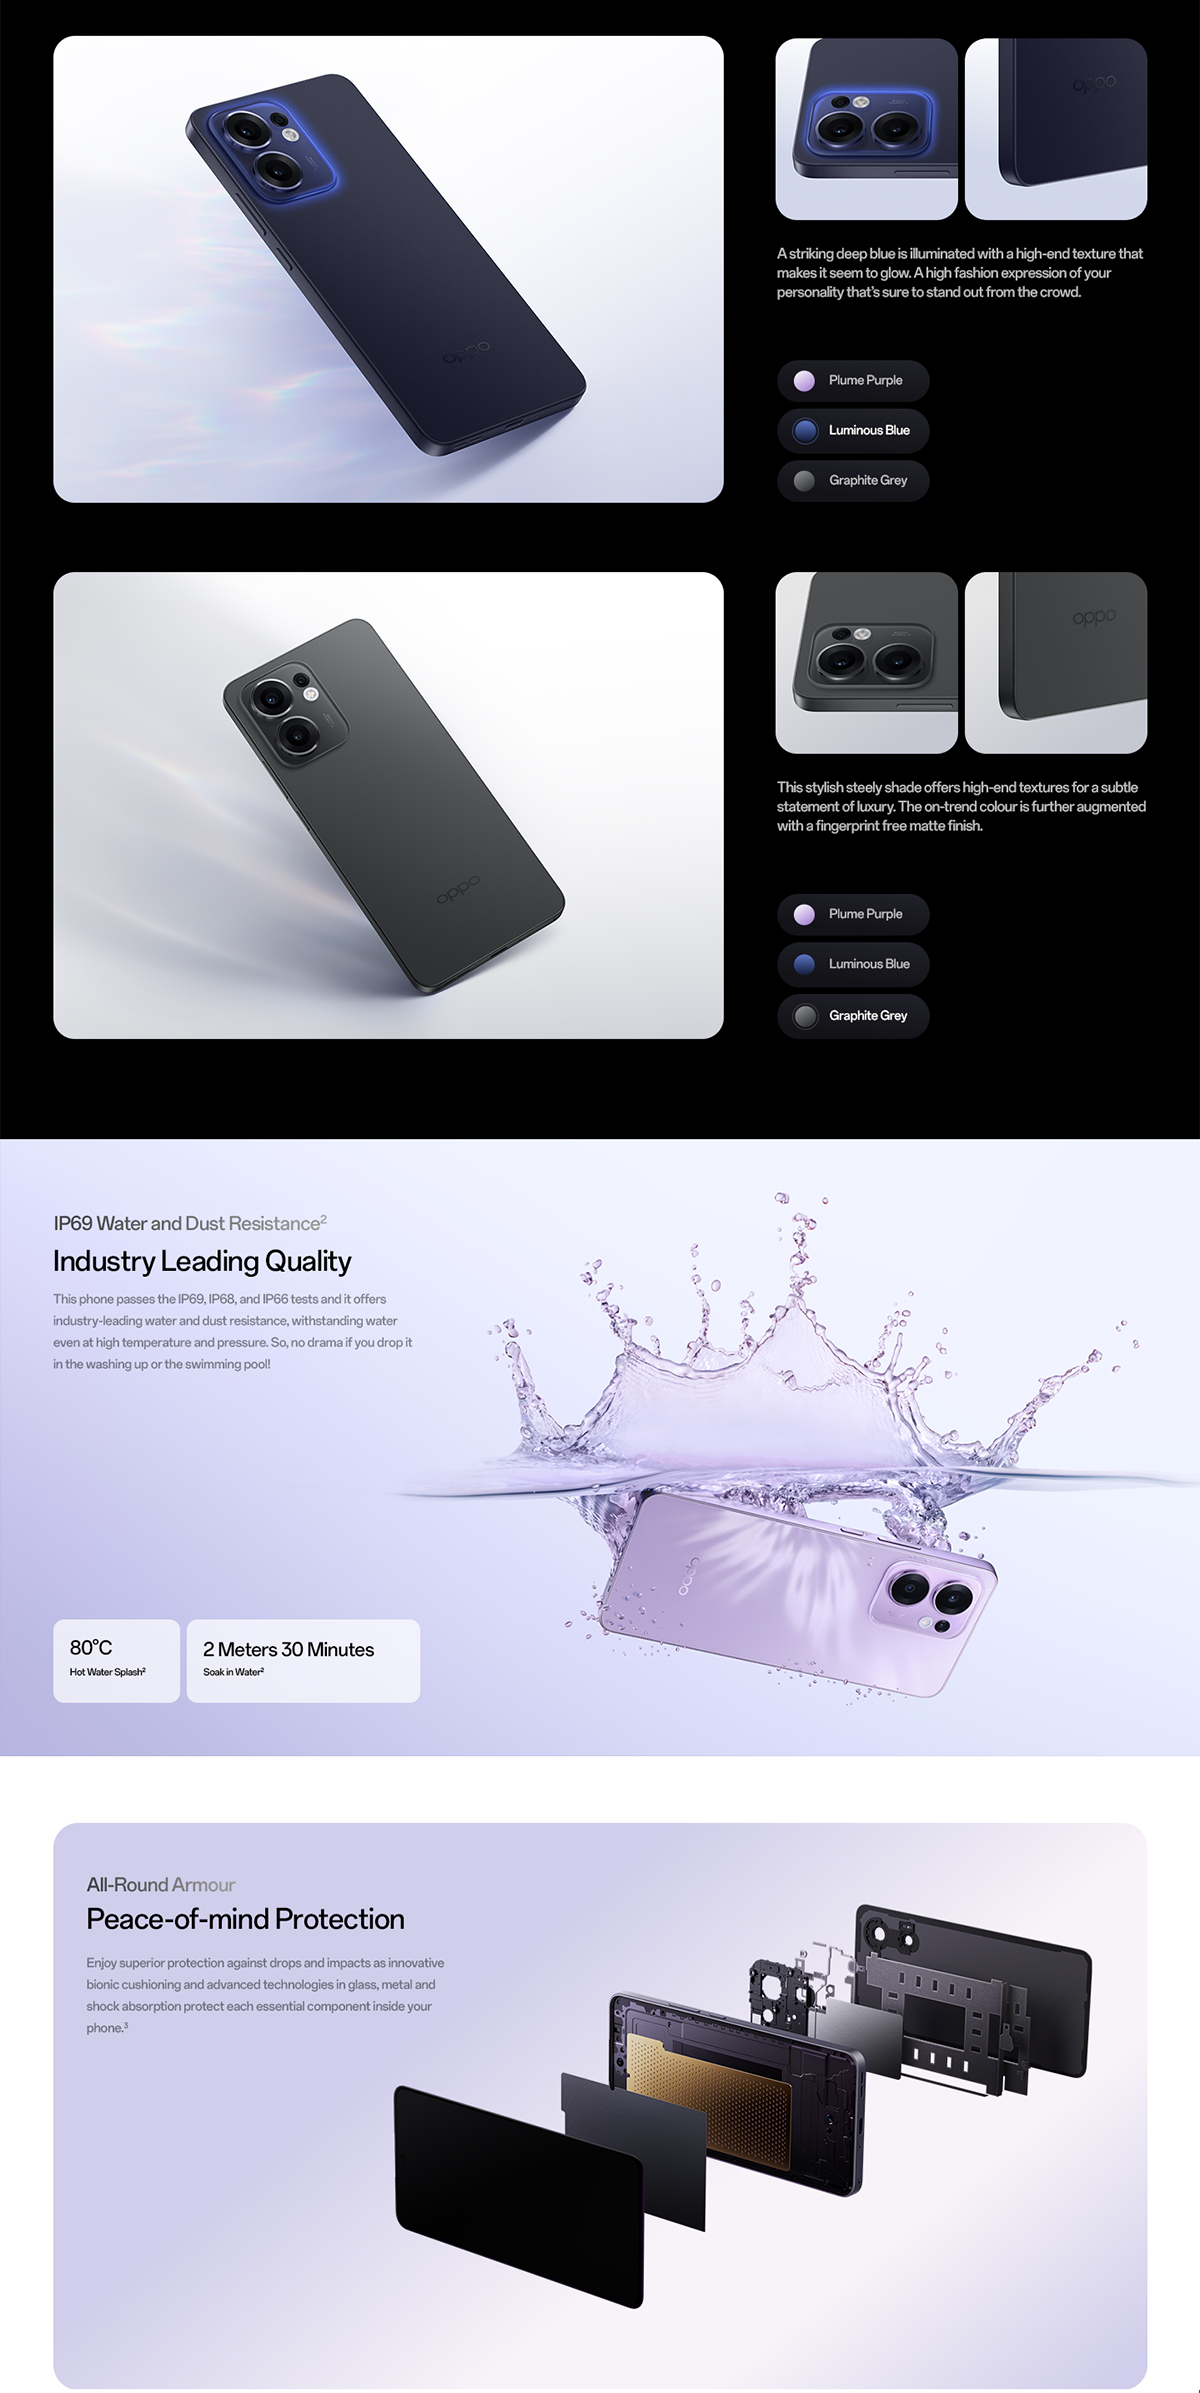 oppo
oppo
A striking deep blue is illuminated with a high-end texture that
makes it seem to glow. A high fashion expression of your
personality that's sure to stand out from the crowd.
Plume Purple
Luminous Blue
Graphite Grey
oppo
oppo
This stylish steely shade offers high-end textures for a subtle
statement of luxury. The on-trend colour is further augmented
with a fingerprint free matte finish.
Plume Purple
Luminous Blue
Graphite Grey
IP69 Water and Dust Resistance²
Industry Leading Quality
This phone passes the IP69, IP68, and IP66 tests and it offers
industry-leading water and dust resistance, withstanding water
even at high temperature and pressure. So, no drama if you drop it
in the washing up or the swimming pool!
oppo
80°C
Hot Water Splash²
2 Meters 30 Minutes
Soak in Water²
All-Round Armour
Peace-of-mind Protection
Enjoy superior protection against drops and impacts as innovative
bionic cushioning and advanced technologies in glass, metal and
shock absorption protect each essential component inside your
phone.³